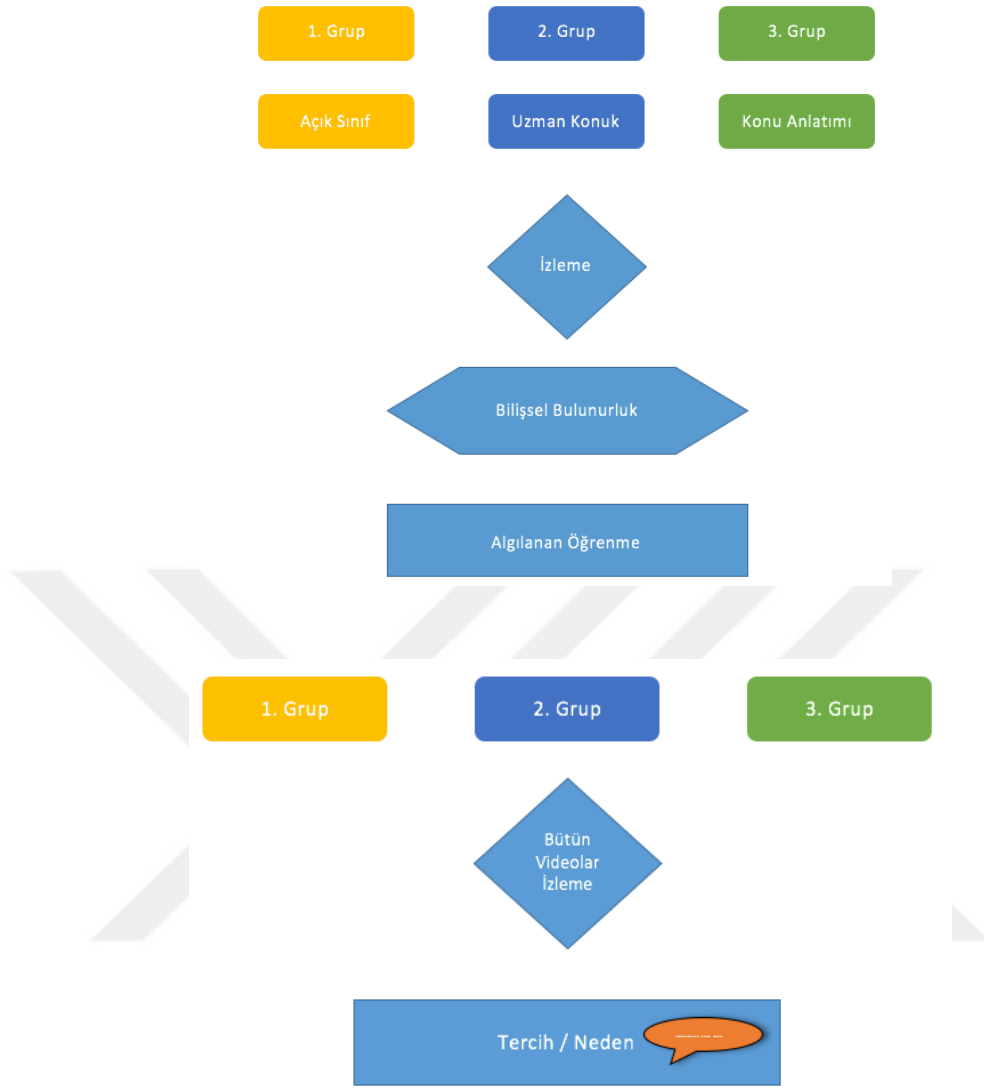 1. Grup
2. Grup
3. Grup
Açık Sınıf
Uzman Konuk
Konu Anlatımı
İzleme
Bilişsel Bulunurluk
Algılanan Öğrenme
1. Grup
2. Grup
3. Grup
Bütün
Videolar
İzleme
Tercih / Neden